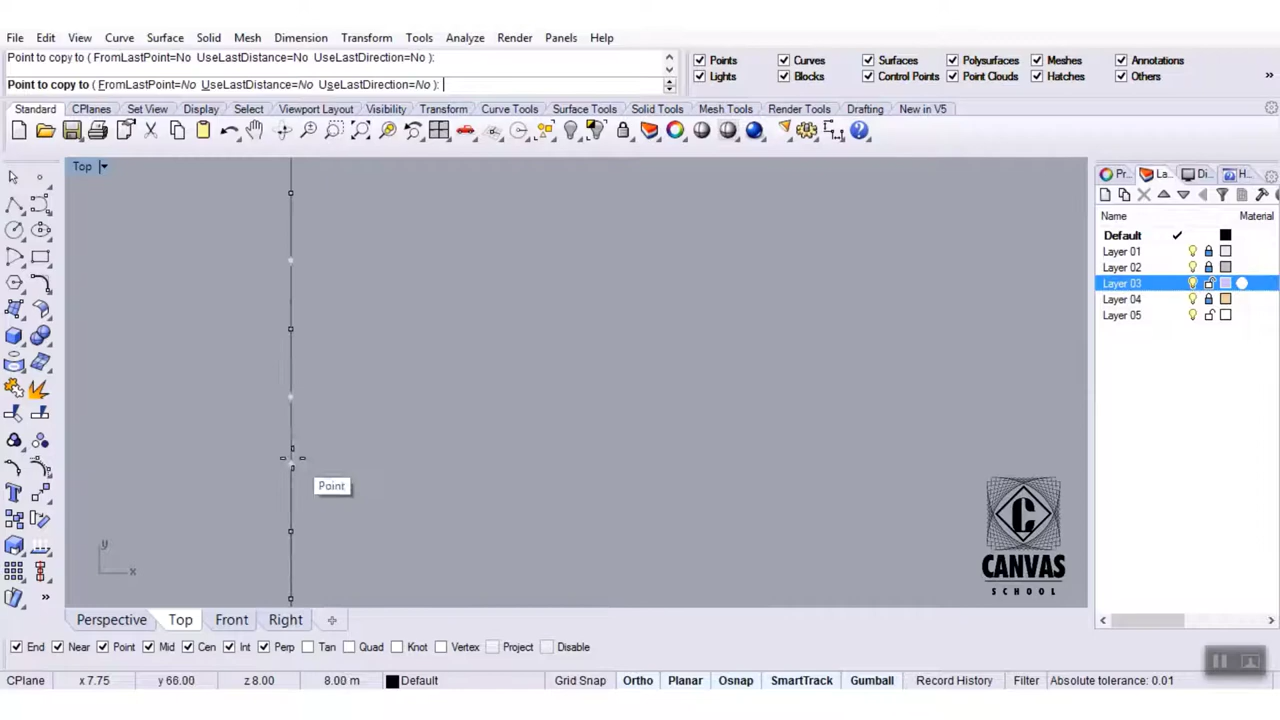 File Edit View Curve Surface Solid Mesh Dimension Transform Tools Analyze Render Panels Help
Point to copy to ( FromLastPoint=No UseLastDistance=No UseLastDirection=No ):
Point to copy to ( FromLastPoint=No UseLastDistance=No UseLastDirection=No ):
Points Curves Surfaces Polysurfaces Meshes Annotations
Lights Blocks Control Points Point Clouds Hatches Others
Standard CPlanes Set View Display Select Viewport Layout Visibility Transform Curve Tools Surface Tools Solid Tools Mesh Tools Render Tools Drafting New in V5
Top
Pr... La... Di... H...
Name Material
Default
Layer 01
Layer 02
Layer 03
Layer 04
Layer 05
Point
y
x
C
CANVAS
SCHOOL
Perspective Top Front Right
End Near Point Mid Cen Int Perp Tan Quad Knot Vertex Project Disable
CPlane x 7.75 y 66.00 z 8.00 8.00 m Default Grid Snap Ortho Planar Osnap SmartTrack Gumball Record History Filter Absolute tolerance: 0.01